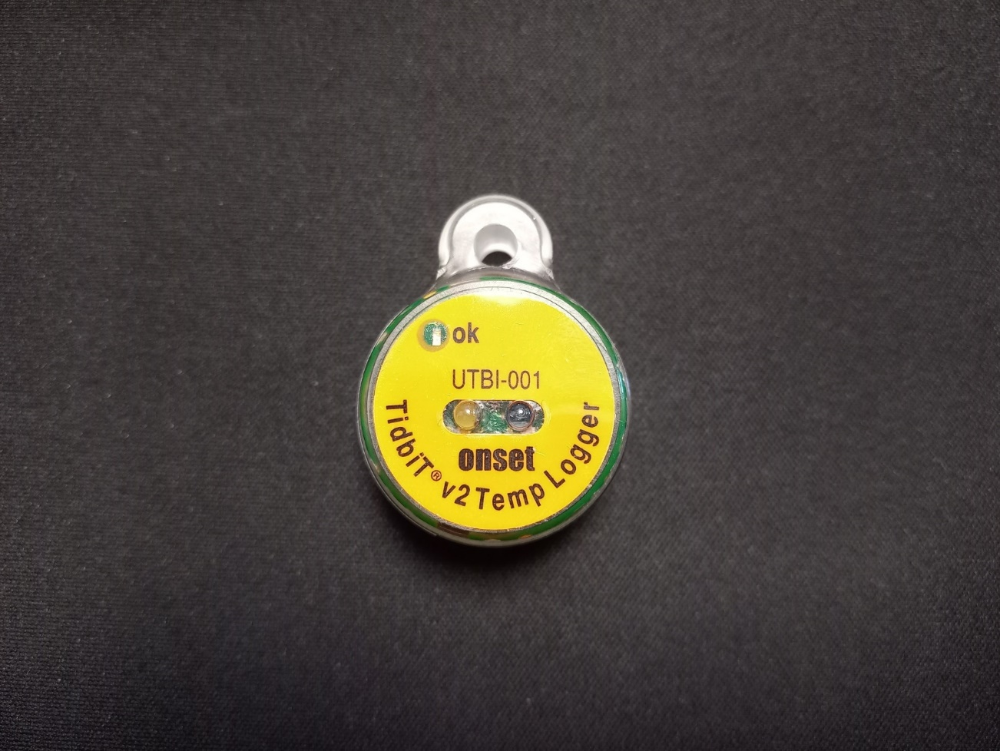 ok
UTBI-001
onset
TidbiT® v2 Temp Logger